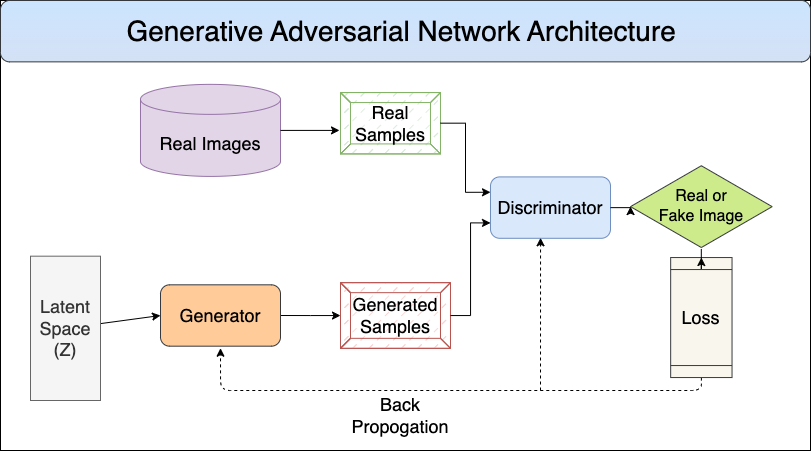 Generative Adversarial Network Architecture
Real Images
Real
Samples
Discriminator
Real or
Fake Image
Latent
Space
(Z)
Generator
Generated
Samples
Loss
Back
Propogation